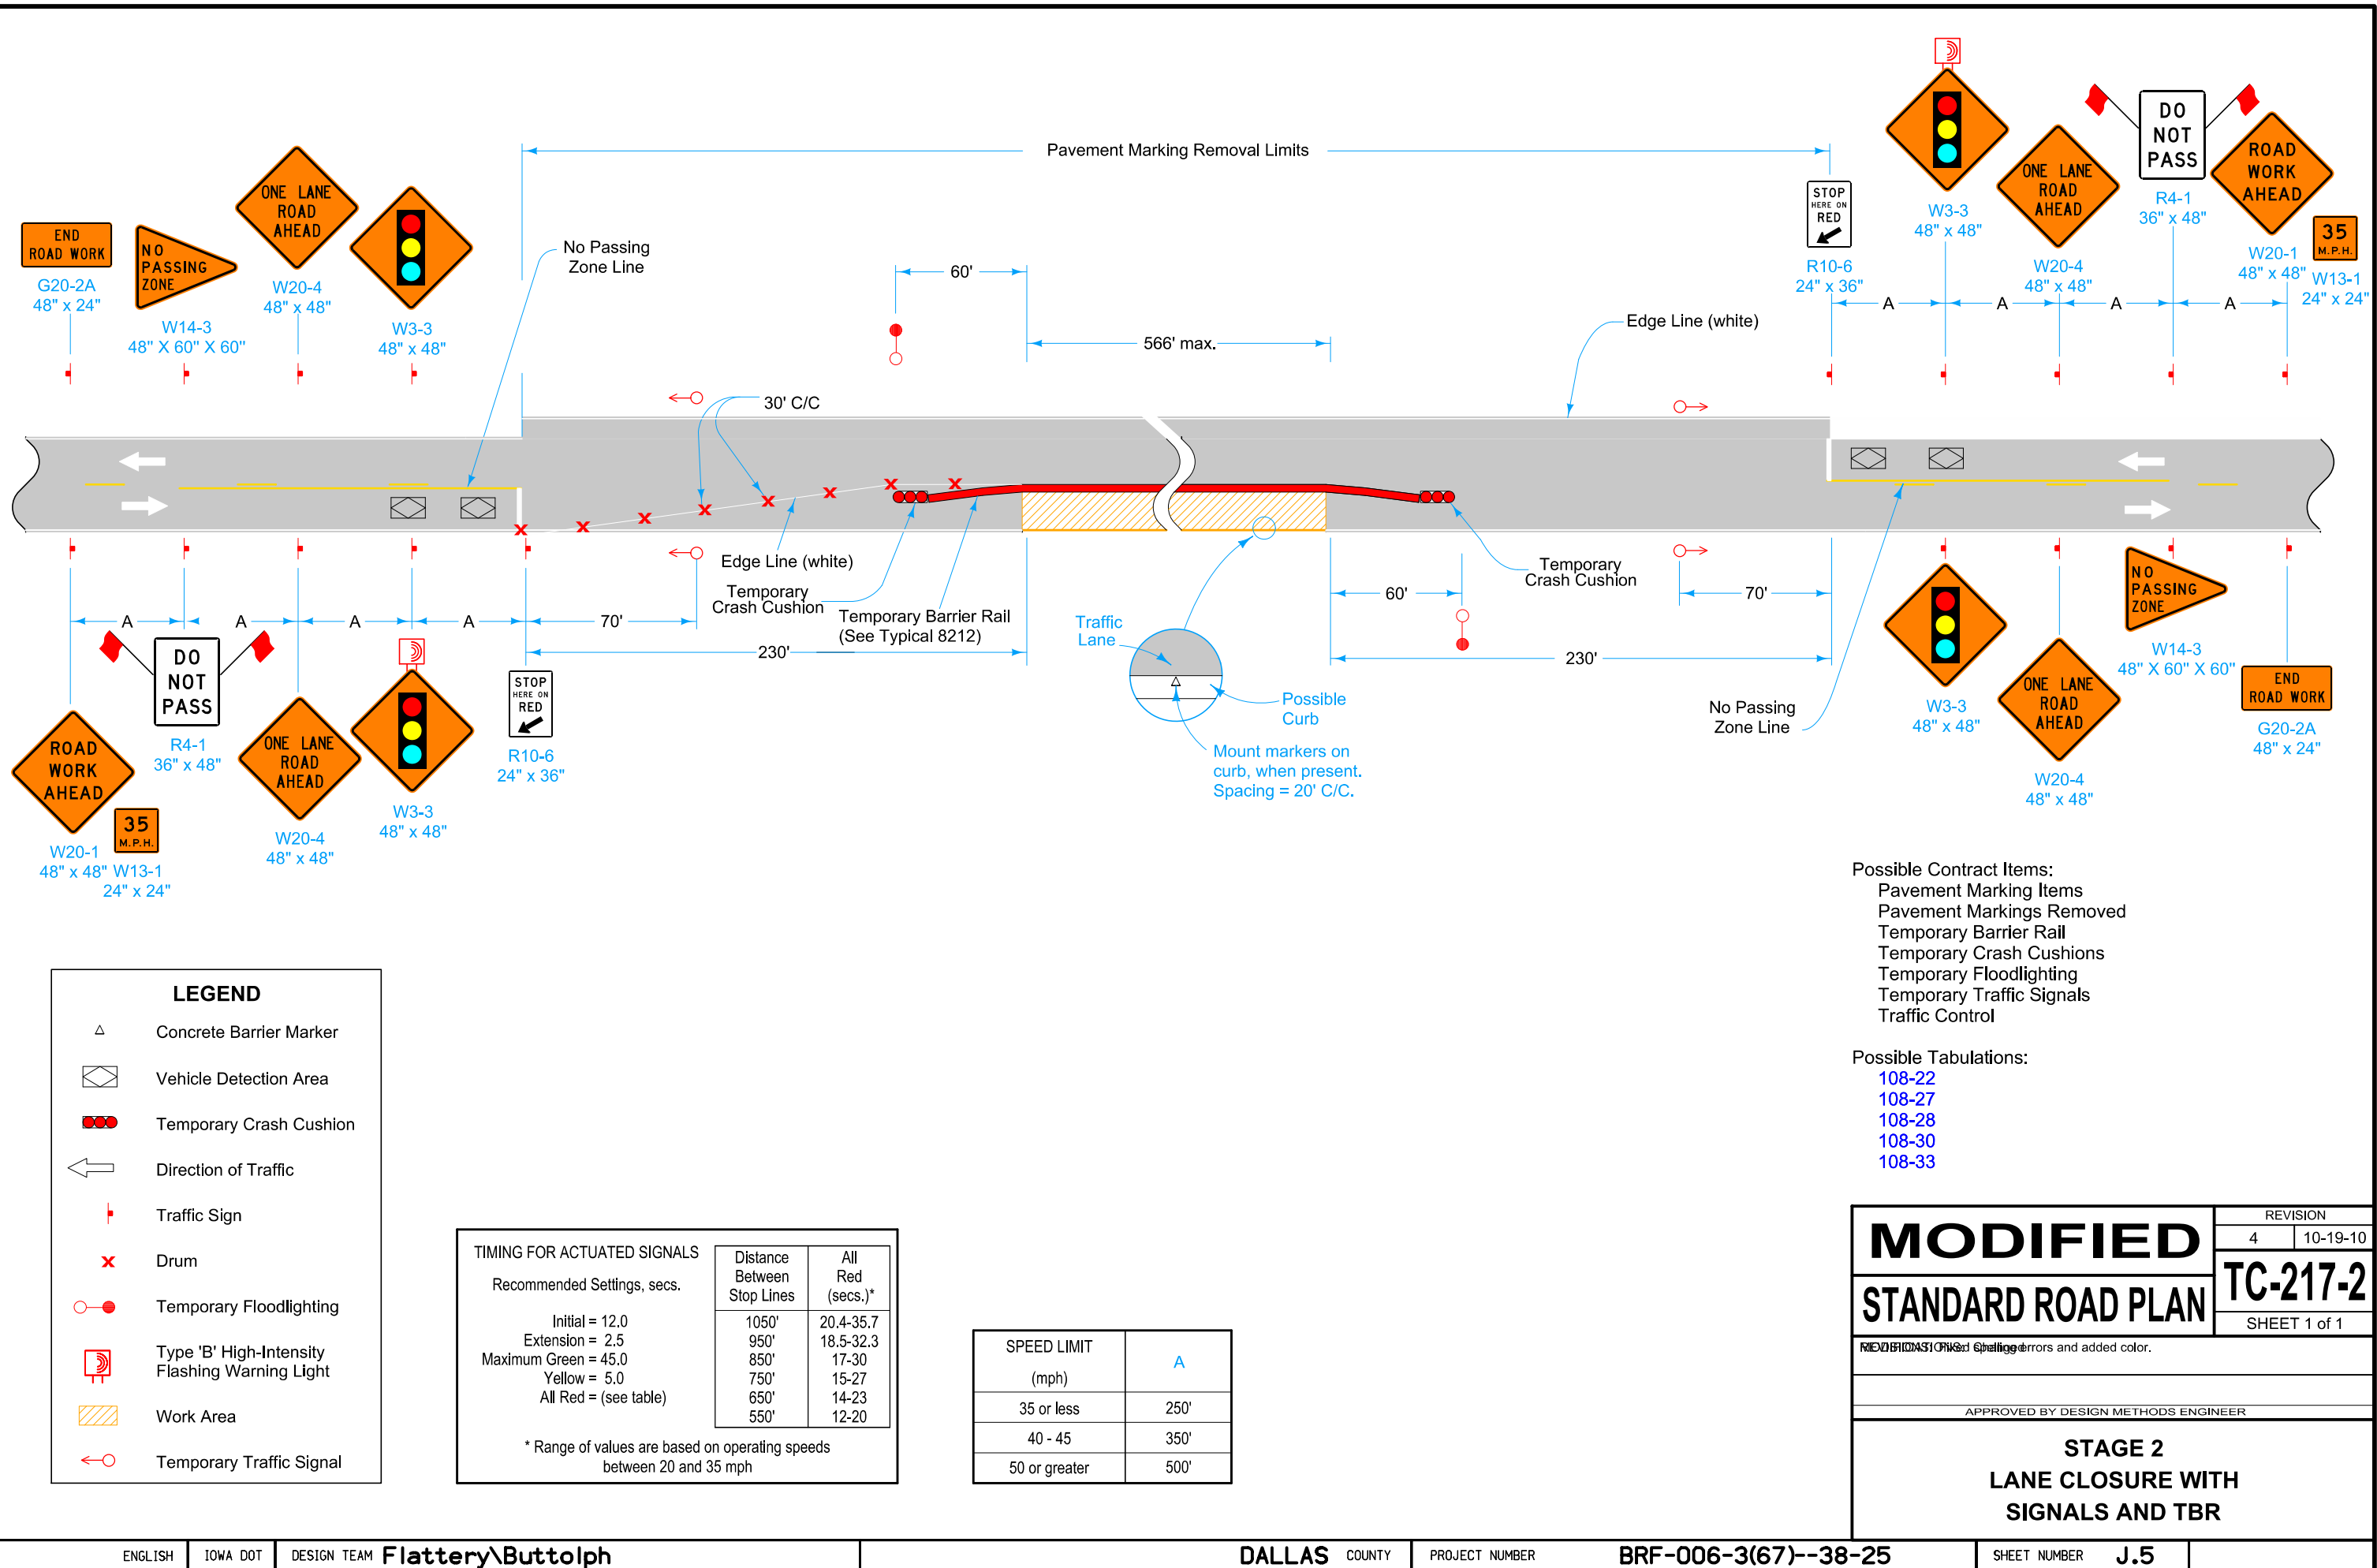 Pavement Marking Removal Limits
END
ROAD WORK
G20-2A
48" x 24"
NO
PASSING
ZONE
W14-3
48" X 60" X 60"
ONE LANE
ROAD
AHEAD
W20-4
48" x 48"
W3-3
48" x 48"
No Passing
Zone Line
60'
566' max.
30' C/C
Edge Line (white)
STOP
HERE ON
RED
R10-6
24" x 36"
W3-3
48" x 48"
ONE LANE
ROAD
AHEAD
W20-4
48" x 48"
DO
NOT
PASS
R4-1
36" x 48"
ROAD
WORK
AHEAD
W20-1
48" x 48"
35
M.P.H.
W13-1
24" x 24"
A A A A
Edge Line (white)
Temporary
Crash Cushion
Temporary Barrier Rail
(See Typical 8212)
A A A A
70'
230'
DO
NOT
PASS
R4-1
36" x 48"
ROAD
WORK
AHEAD
W20-1
48" x 48"
35
M.P.H.
W13-1
24" x 24"
ONE LANE
ROAD
AHEAD
W20-4
48" x 48"
W3-3
48" x 48"
STOP
HERE ON
RED
R10-6
24" x 36"
Traffic
Lane
Possible
Curb
Mount markers on
curb, when present.
Spacing = 20' C/C.
Temporary
Crash Cushion
60'
70'
230'
No Passing
Zone Line
W3-3
48" x 48"
ONE LANE
ROAD
AHEAD
W20-4
48" x 48"
NO
PASSING
ZONE
W14-3
48" X 60" X 60"
END
ROAD WORK
G20-2A
48" x 24"
Possible Contract Items:
Pavement Marking Items
Pavement Markings Removed
Temporary Barrier Rail
Temporary Crash Cushions
Temporary Floodlighting
Temporary Traffic Signals
Traffic Control
Possible Tabulations:
108-22
108-27
108-28
108-30
108-33
LEGEND
Concrete Barrier Marker
Vehicle Detection Area
Temporary Crash Cushion
Direction of Traffic
Traffic Sign
Drum
Temporary Floodlighting
Type 'B' High-Intensity
Flashing Warning Light
Work Area
Temporary Traffic Signal
TIMING FOR ACTUATED SIGNALS
Recommended Settings, secs.
Initial = 12.0
Extension = 2.5
Maximum Green = 45.0
Yellow = 5.0
All Red = (see table)
Distance Between Stop Lines All Red (secs.)*
1050' 20.4-35.7
950' 18.5-32.3
850' 17-30
750' 15-27
650' 14-23
550' 12-20
* Range of values are based on operating speeds
between 20 and 35 mph
SPEED LIMIT
(mph) A
35 or less 250'
40 - 45 350'
50 or greater 500'
MODIFIED
STANDARD ROAD PLAN
REVISION
4 10-19-10
TC-217-2
SHEET 1 of 1
errors and added color.
APPROVED BY DESIGN METHODS ENGINEER
STAGE 2
LANE CLOSURE WITH
SIGNALS AND TBR
ENGLISH IOWA DOT DESIGN TEAM Flattery\Buttolph DALLAS COUNTY PROJECT NUMBER BRF-006-3(67)--38-25 SHEET NUMBER J.5